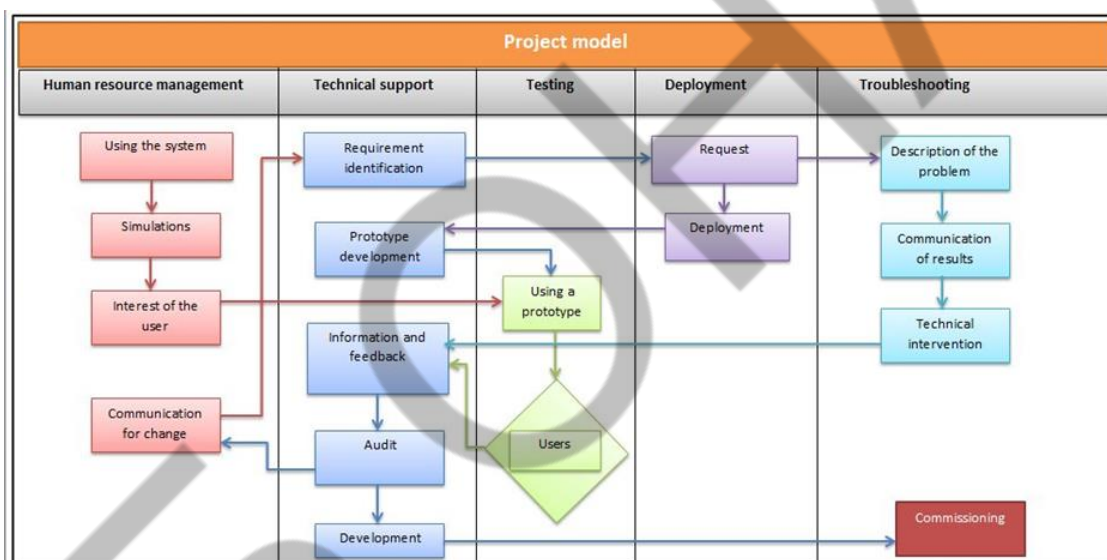 Project model
Human resource management
Technical support
Testing
Deployment
Troubleshooting
Using the system
Requirement
identification
Request
Description of the
problem
Simulations
Prototype
development
Deployment
Communication
of results
Interest of the
user
Using a
prototype
Information and
feedback
Technical
intervention
Communication
for change
Audit
Users
Development
Commissioning